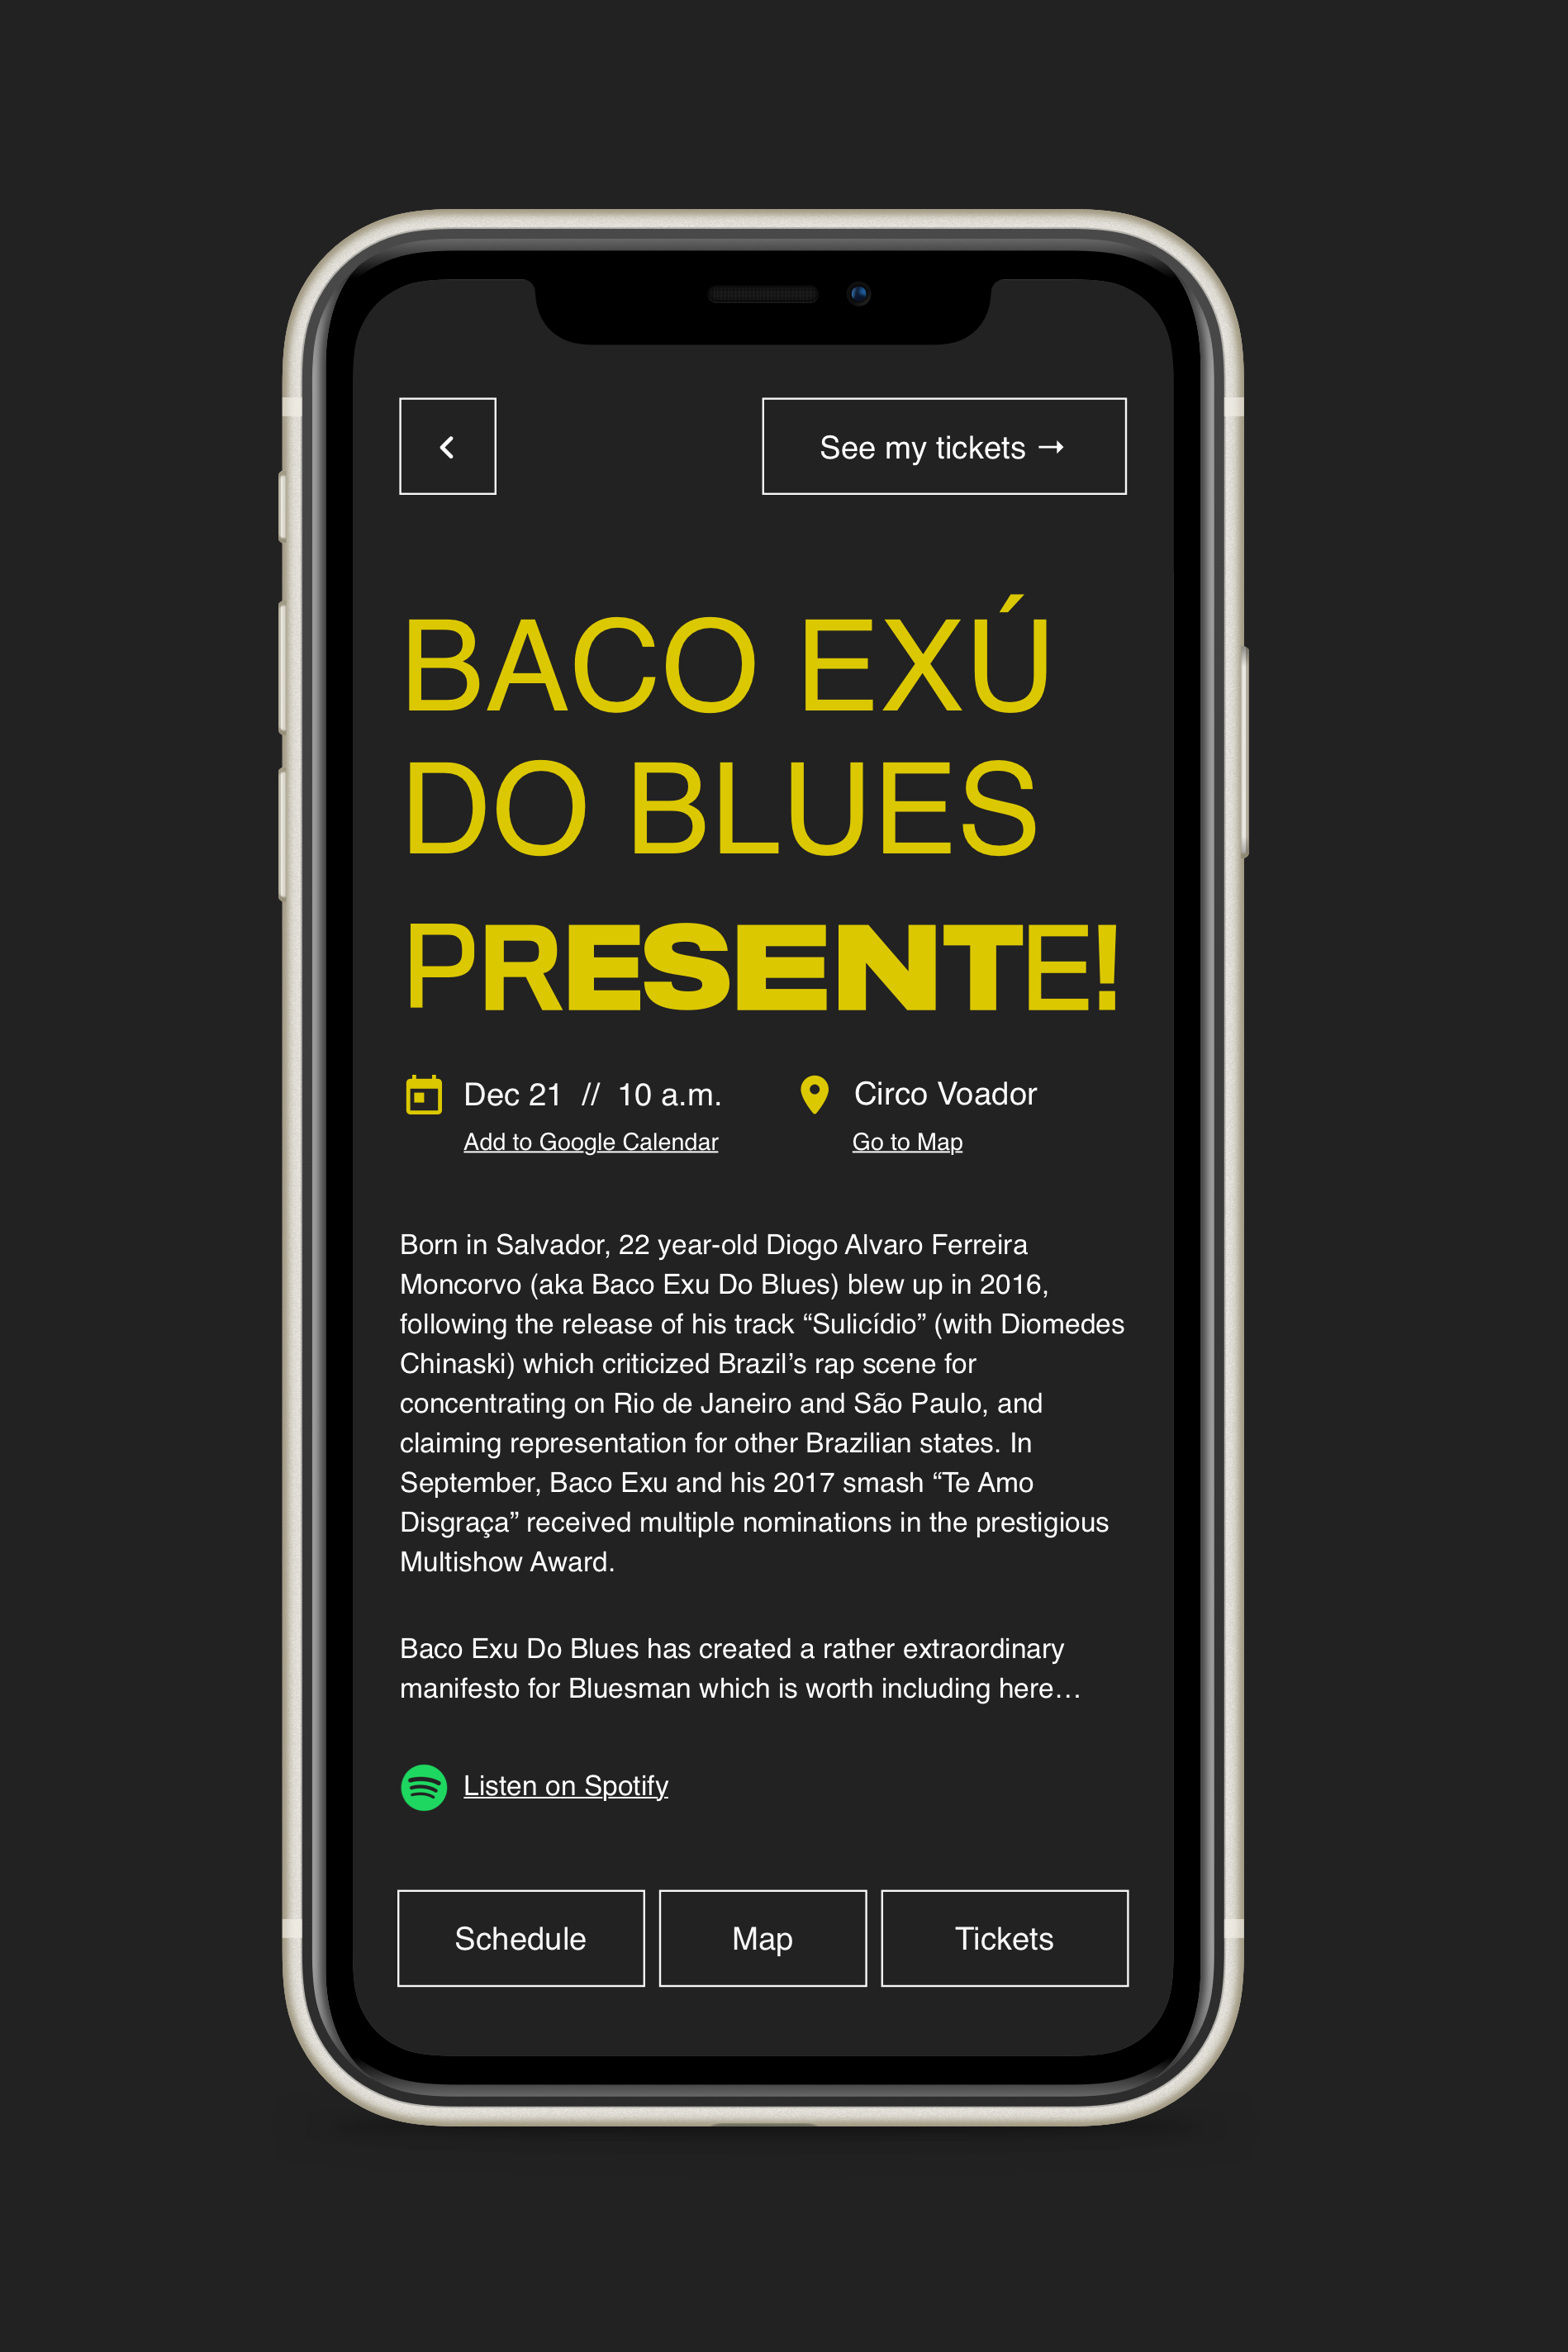 See my tickets →
BACO EXÚ
DO BLUES
PRESENTE!
Dec 21 // 10 a.m.
Circo Voador
Add to Google Calendar
Go to Map
Born in Salvador, 22 year-old Diogo Alvaro Ferreira
Moncorvo (aka Baco Exu Do Blues) blew up in 2016,
following the release of his track “Sulicídio” (with Diomedes
Chinaski) which criticized Brazil’s rap scene for
concentrating on Rio de Janeiro and São Paulo, and
claiming representation for other Brazilian states. In
September, Baco Exu and his 2017 smash “Te Amo
Disgraça” received multiple nominations in the prestigious
Multishow Award.
Baco Exu Do Blues has created a rather extraordinary
manifesto for Bluesman which is worth including here…
Listen on Spotify
Schedule
Map
Tickets